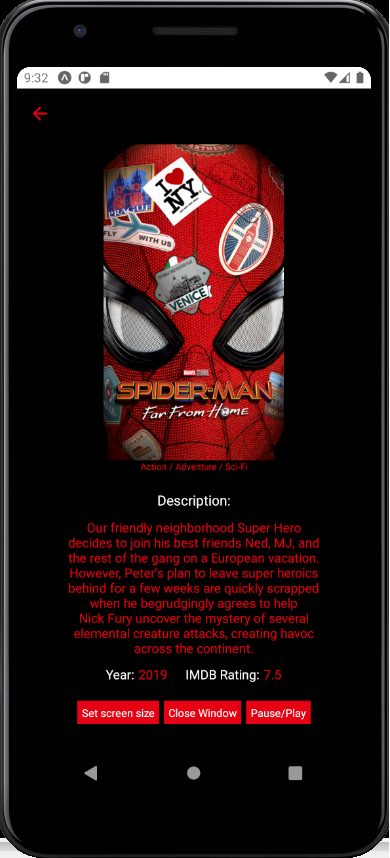 9:32
ANTHEM
I ♥
NY
PRAGUE
LONDON
LONDON
FLY
WITH US
VENICE
MARVEL STUDIOS
SPIDER-MAN
Far From Home
Action / Adventure / Sci-Fi
Description:
Our friendly neighborhood Super Hero
decides to join his best friends Ned, MJ, and
the rest of the gang on a European vacation.
However, Peter's plan to leave super heroics
behind for a few weeks are quickly scrapped
when he begrudgingly agrees to help
Nick Fury uncover the mystery of several
elemental creature attacks, creating havoc
across the continent.
Year: 2019 IMDB Rating: 7.5
Set screen size Close Window Pause/Play